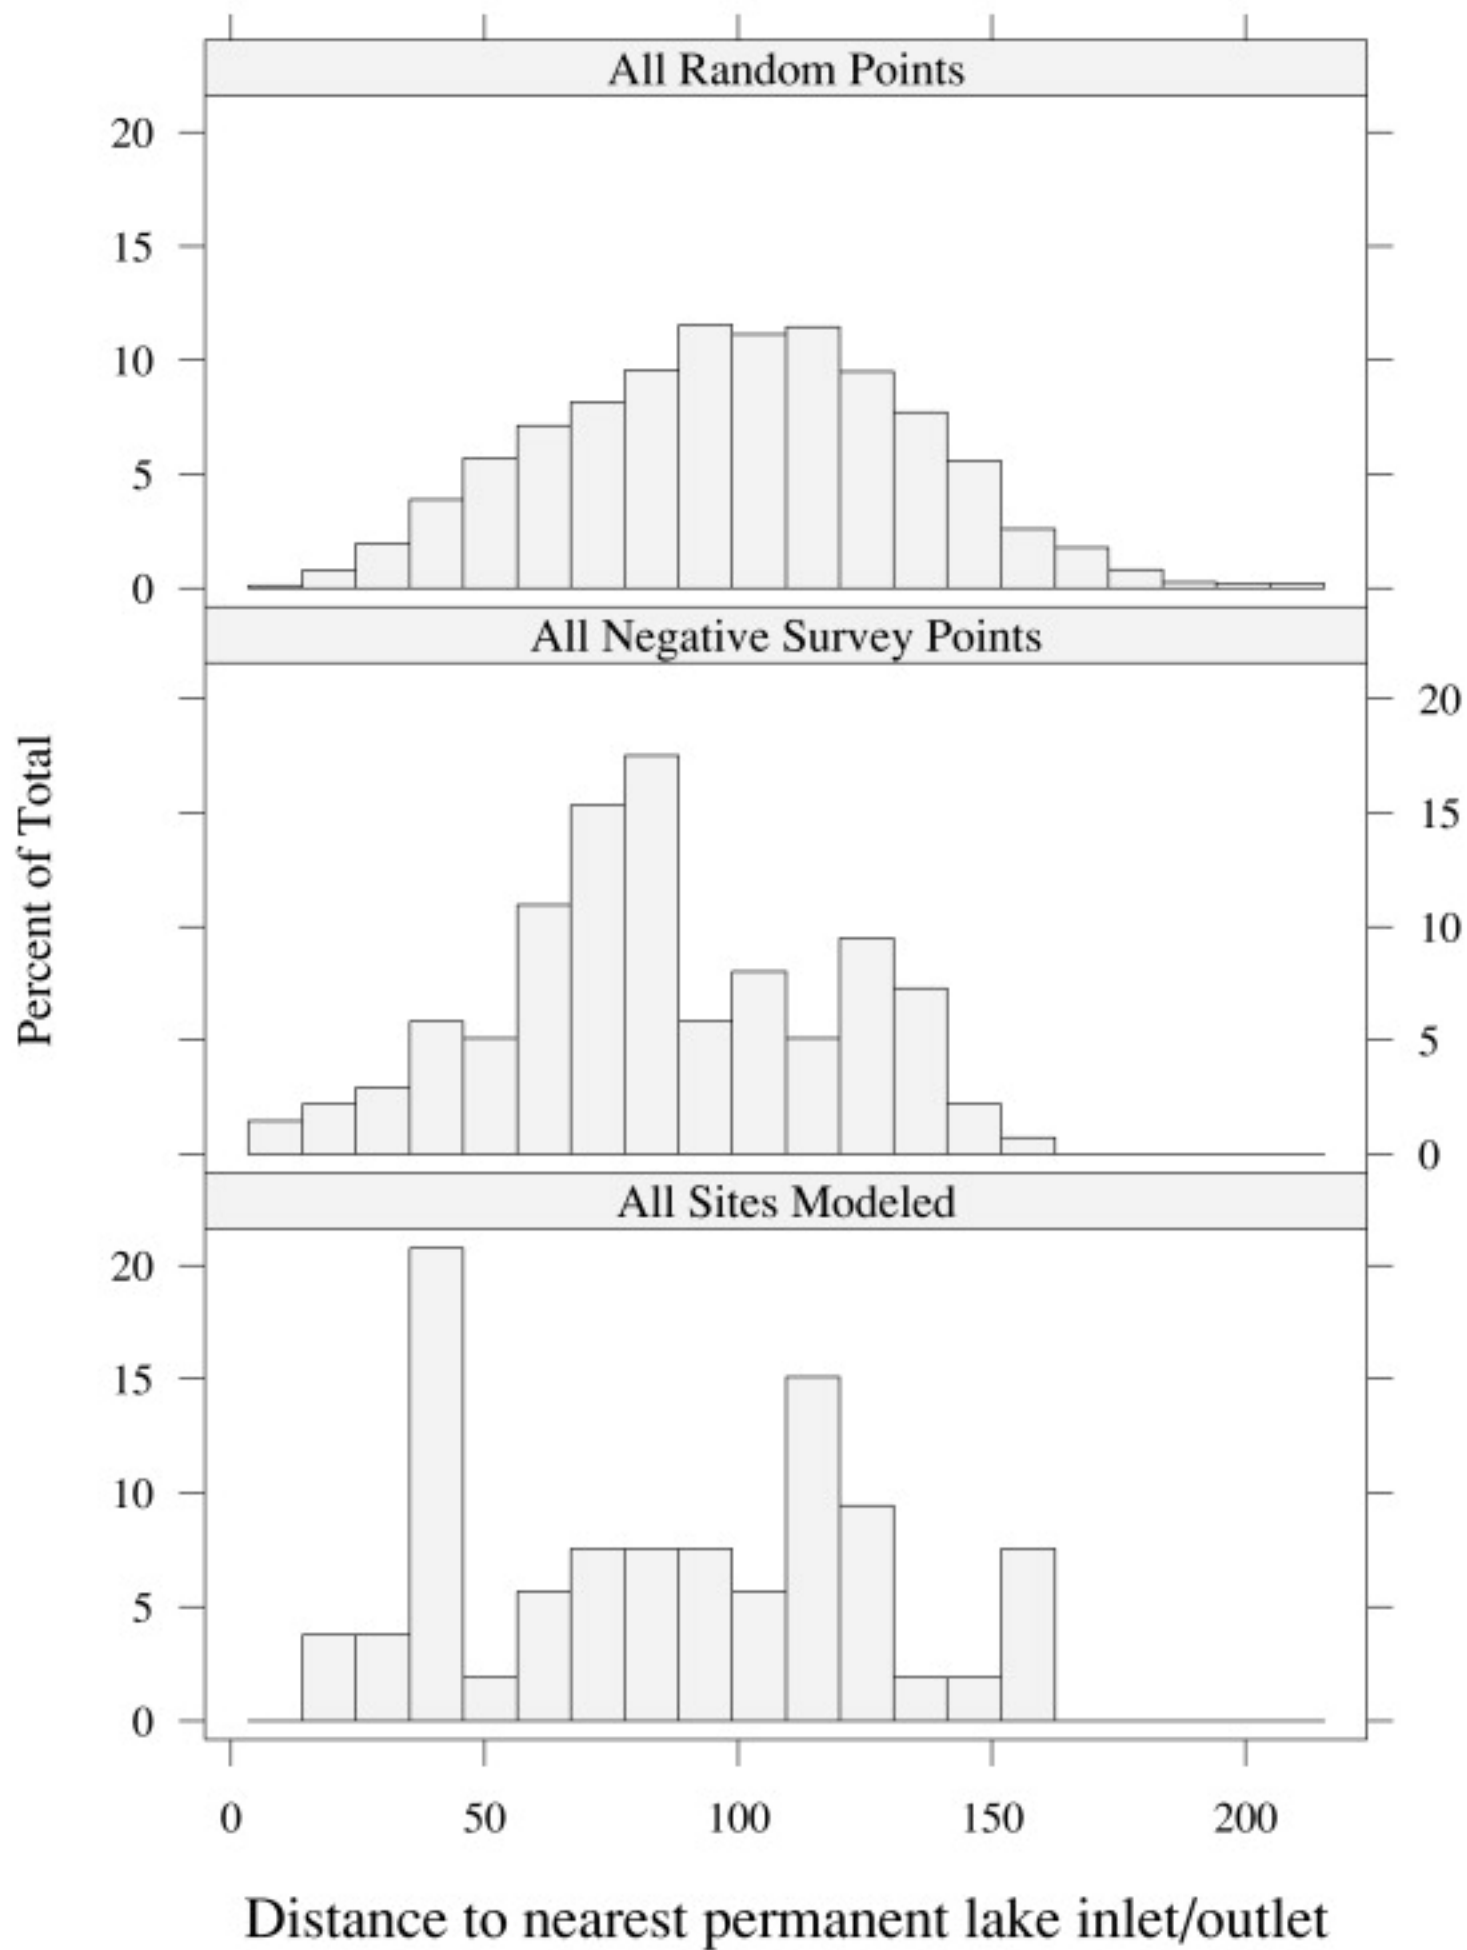 All Random Points
20
15
10
5
0
All Negative Survey Points
20
15
10
5
0
Percent of Total
All Sites Modeled
20
15
10
5
0
0 50 100 150 200
Distance to nearest permanent lake inlet/outlet